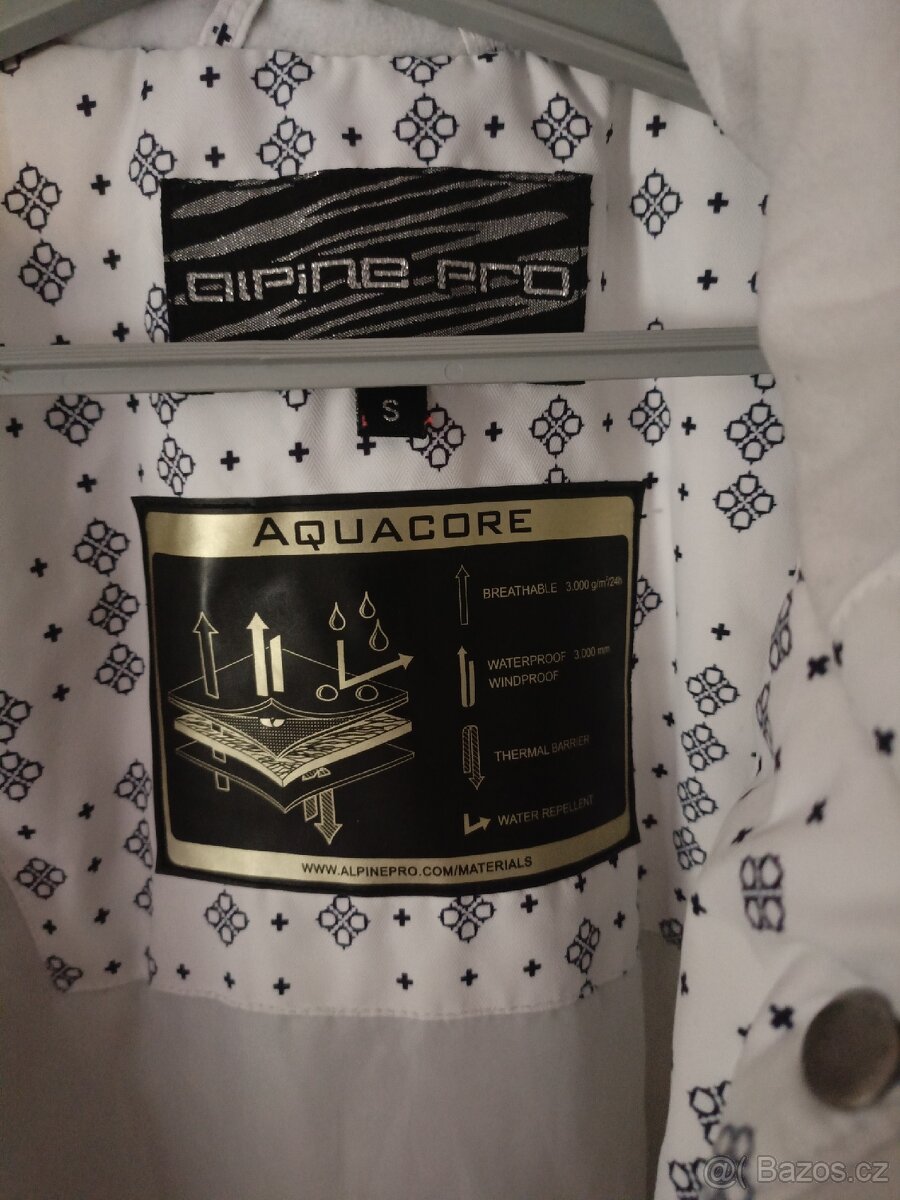 alpine pro
S
AQUACORE
BREATHABLE 3.000 g/m²/24h
WATERPROOF 3.000 mm
WINDPROOF
THERMAL BARRIER
WATER REPELLENT
WWW.ALPINEPRO.COM/MATERIALS
Bazos.cz